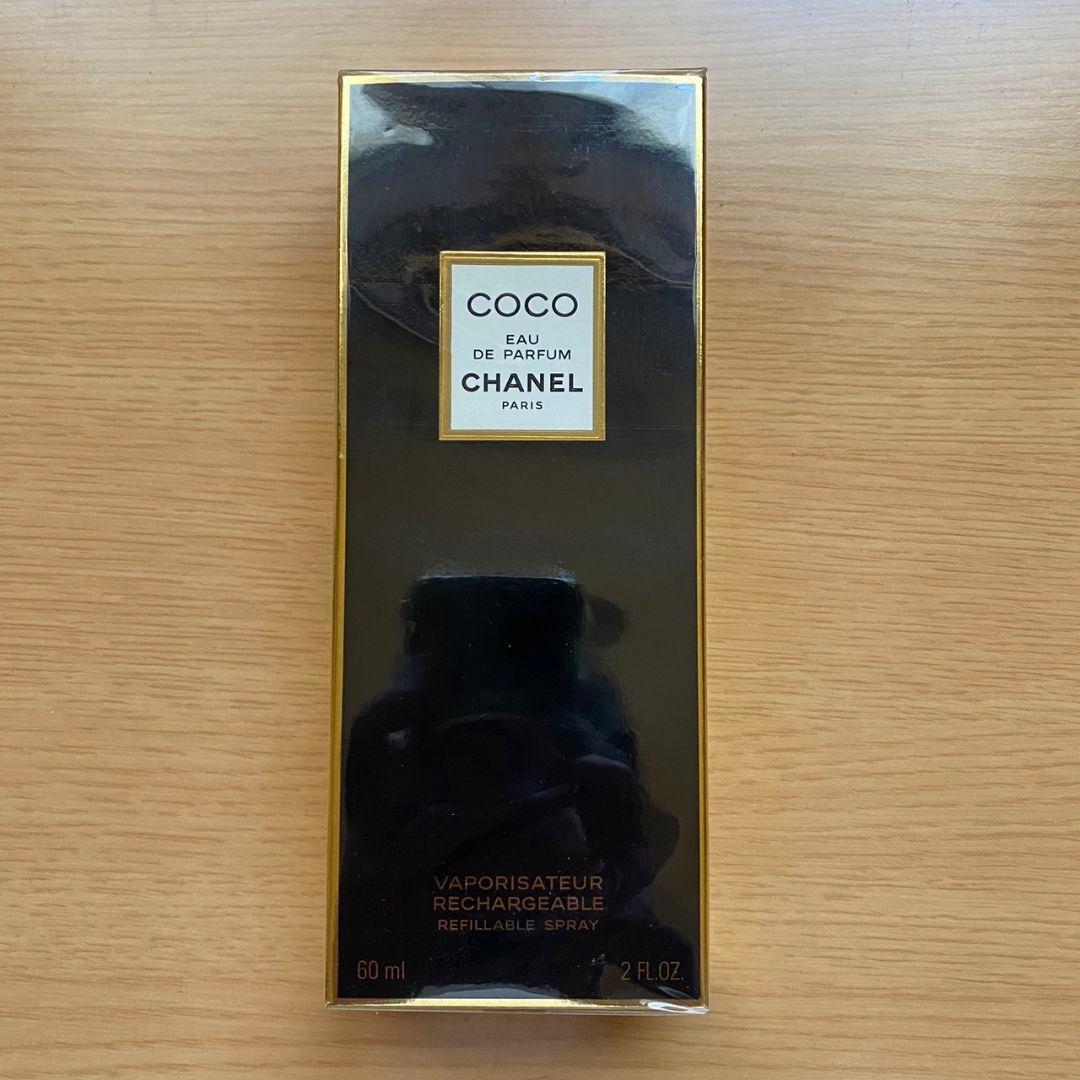 COCO
EAU
DE PARFUM
CHANEL
PARIS
VAPORISATEUR
RECHARGEABLE
REFILLABLE SPRAY
60 ml 2 FL.OZ.